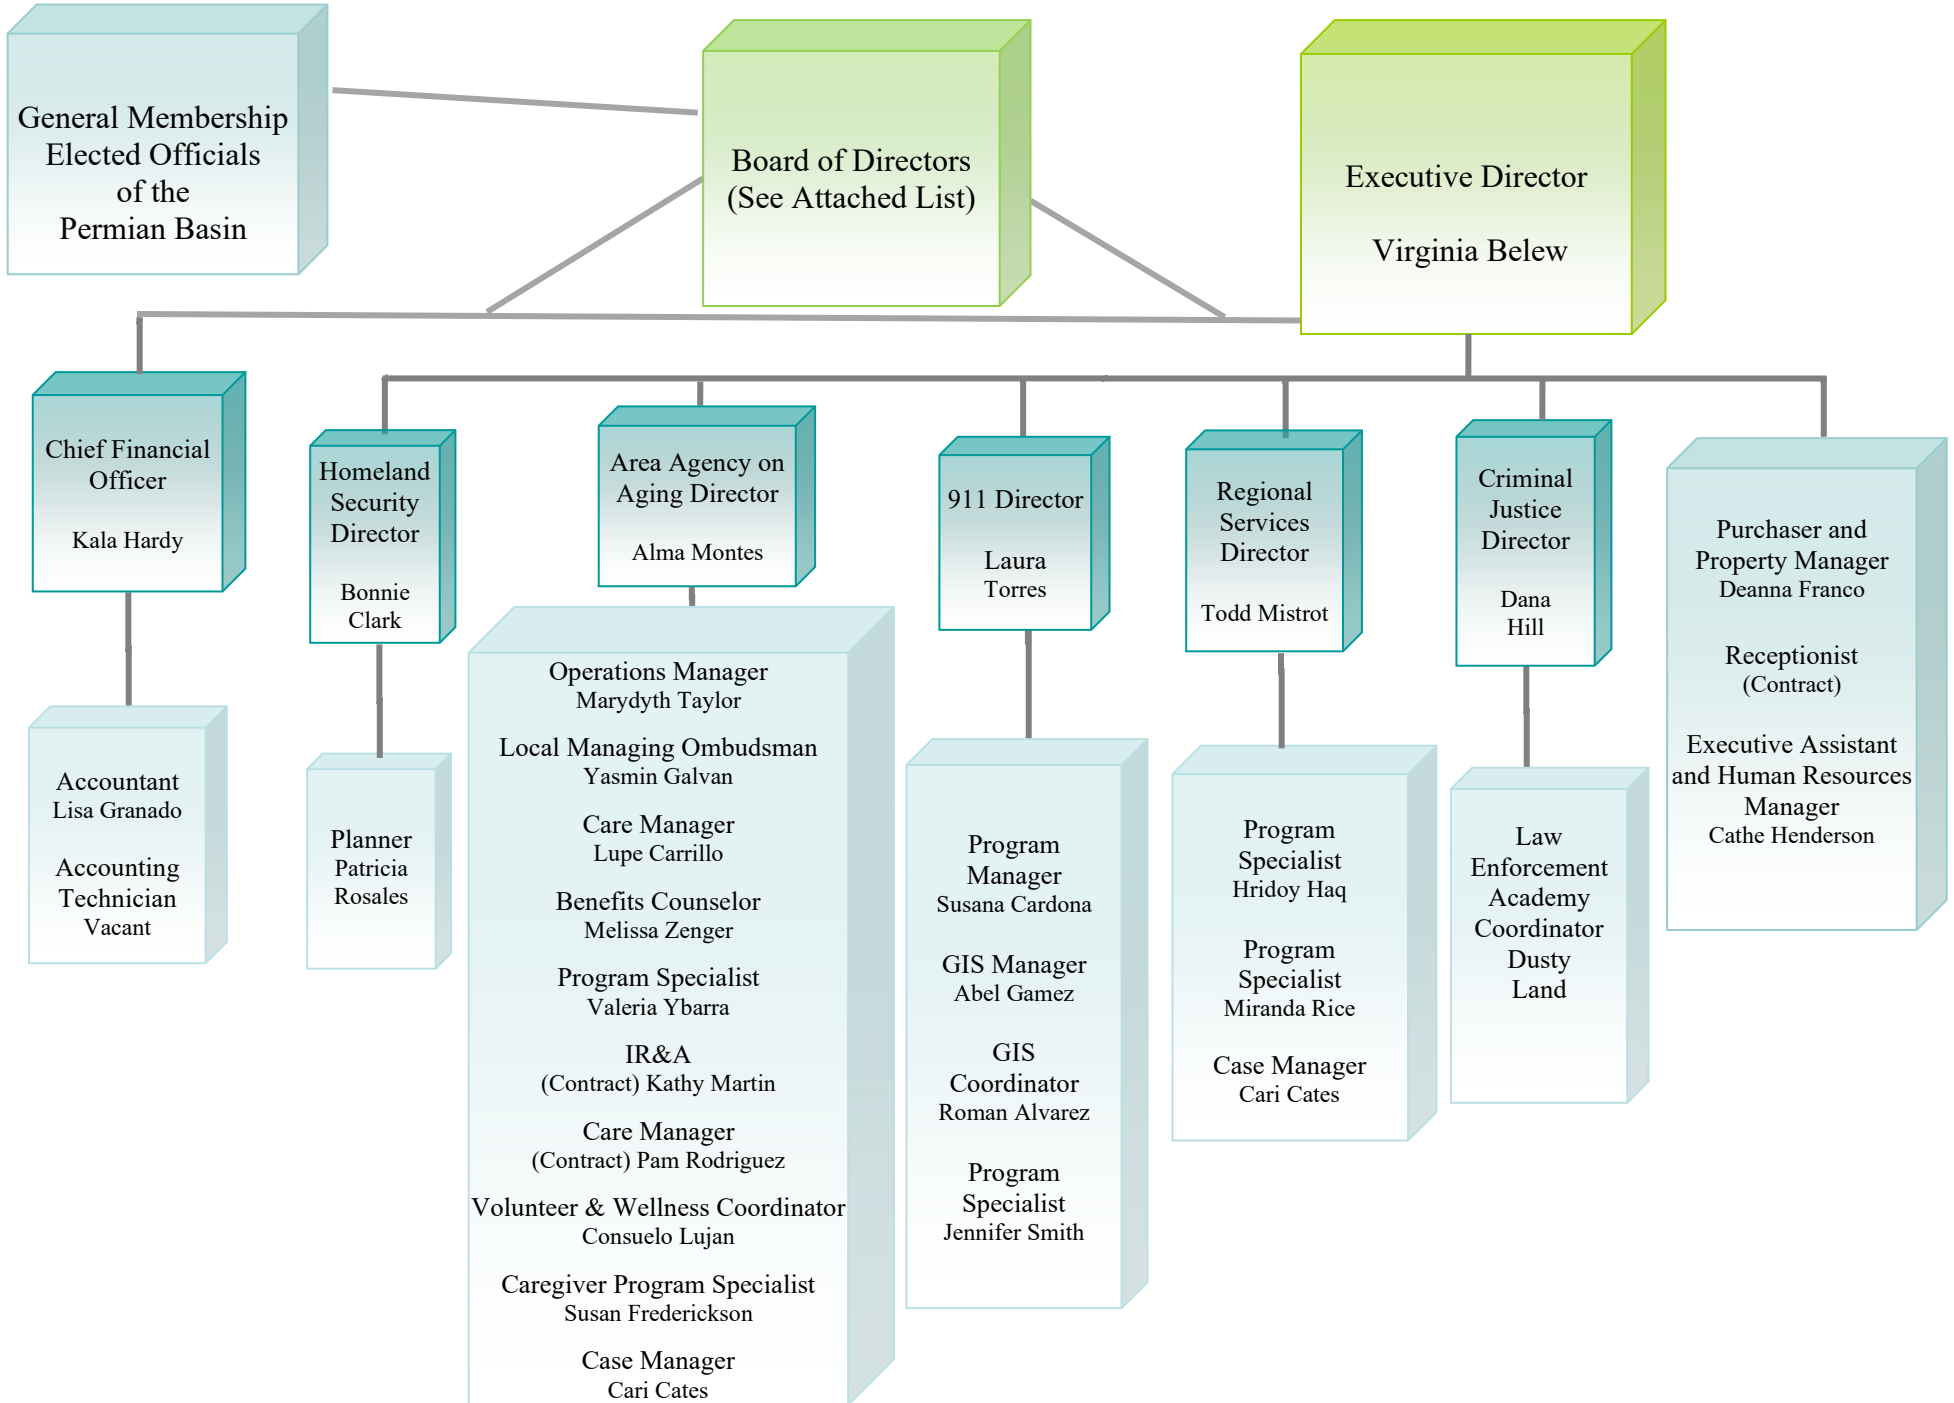 General Membership
Elected Officials
of the
Permian Basin
Board of Directors
(See Attached List)
Executive Director
Virginia Belew
Chief Financial
Officer
Kala Hardy
Homeland
Security
Director
Bonnie
Clark
Area Agency on
Aging Director
Alma Montes
911 Director
Laura
Torres
Regional
Services
Director
Todd Mistrot
Criminal
Justice
Director
Dana
Hill
Purchaser and
Property Manager
Deanna Franco
Receptionist
(Contract)
Executive Assistant
and Human Resources
Manager
Cathe Henderson
Accountant
Lisa Granado
Accounting
Technician
Vacant
Planner
Patricia
Rosales
Operations Manager
Marydyth Taylor
Local Managing Ombudsman
Yasmin Galvan
Care Manager
Lupe Carrillo
Benefits Counselor
Melissa Zenger
Program Specialist
Valeria Ybarra
IR&A
(Contract) Kathy Martin
Care Manager
(Contract) Pam Rodriguez
Volunteer & Wellness Coordinator
Consuelo Lujan
Caregiver Program Specialist
Susan Frederickson
Case Manager
Cari Cates
Program
Manager
Susana Cardona
GIS Manager
Abel Gamez
GIS
Coordinator
Roman Alvarez
Program
Specialist
Jennifer Smith
Program
Specialist
Hridoy Haq
Program
Specialist
Miranda Rice
Case Manager
Cari Cates
Law
Enforcement
Academy
Coordinator
Dusty
Land